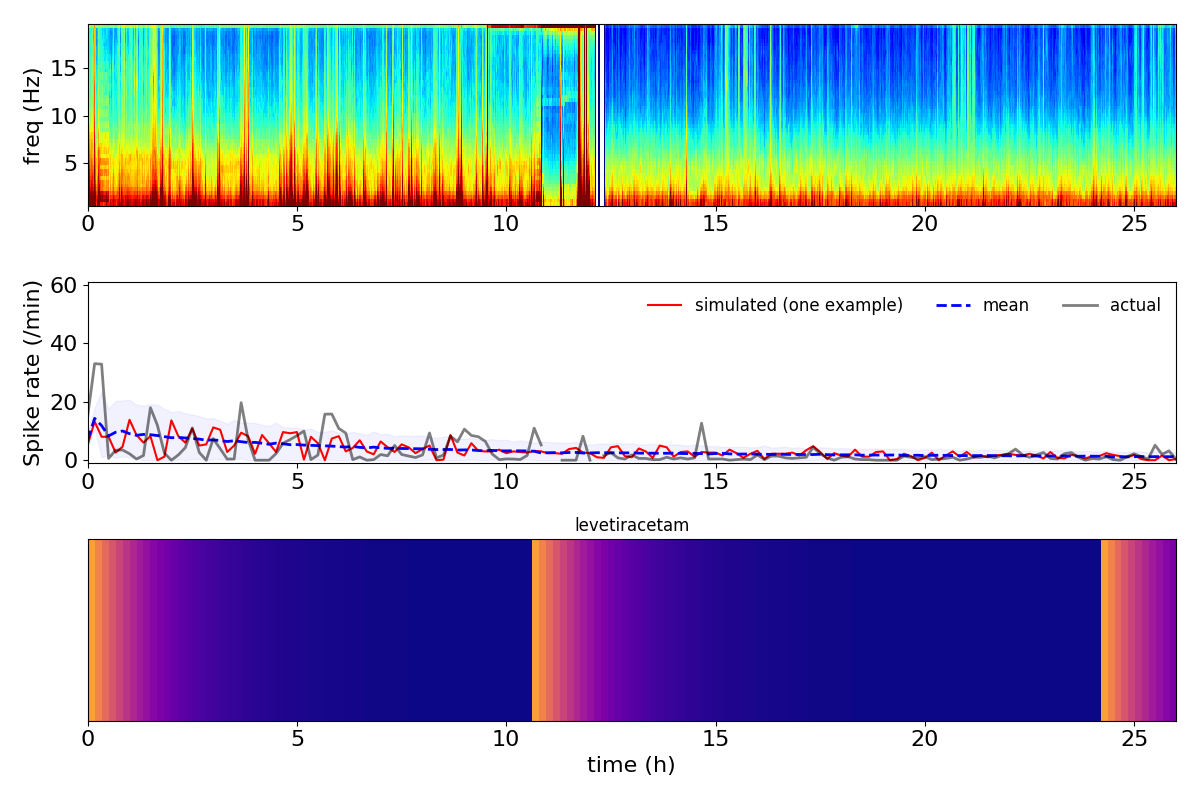 freq (Hz)
15
10
5
0 5 10 15 20 25
Spike rate (/min)
60
40
20
0
simulated (one example) mean actual
0 5 10 15 20 25
levetiracetam
0 5 10 15 20 25
time (h)